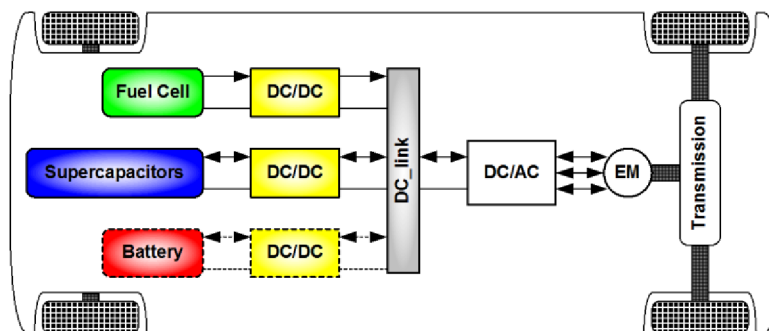 Fuel Cell
DC/DC
Supercapacitors
DC/DC
Battery
DC/DC
DC_link
DC/AC
EM
Transmission